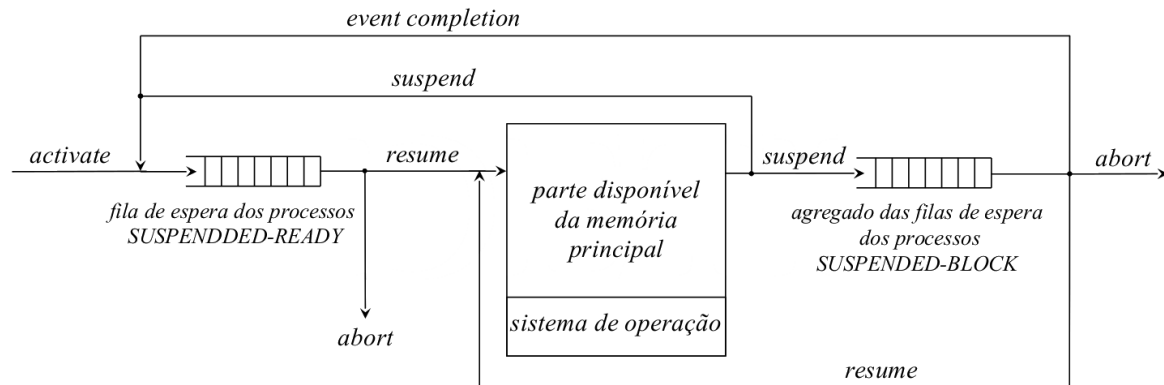 event completion
suspend
activate
resume
suspend
abort
parte disponível
da memória
principal
fila de espera dos processos
SUSPENDDED-READY
agregado das filas de espera
dos processos
SUSPENDED-BLOCK
sistema de operação
abort
resume